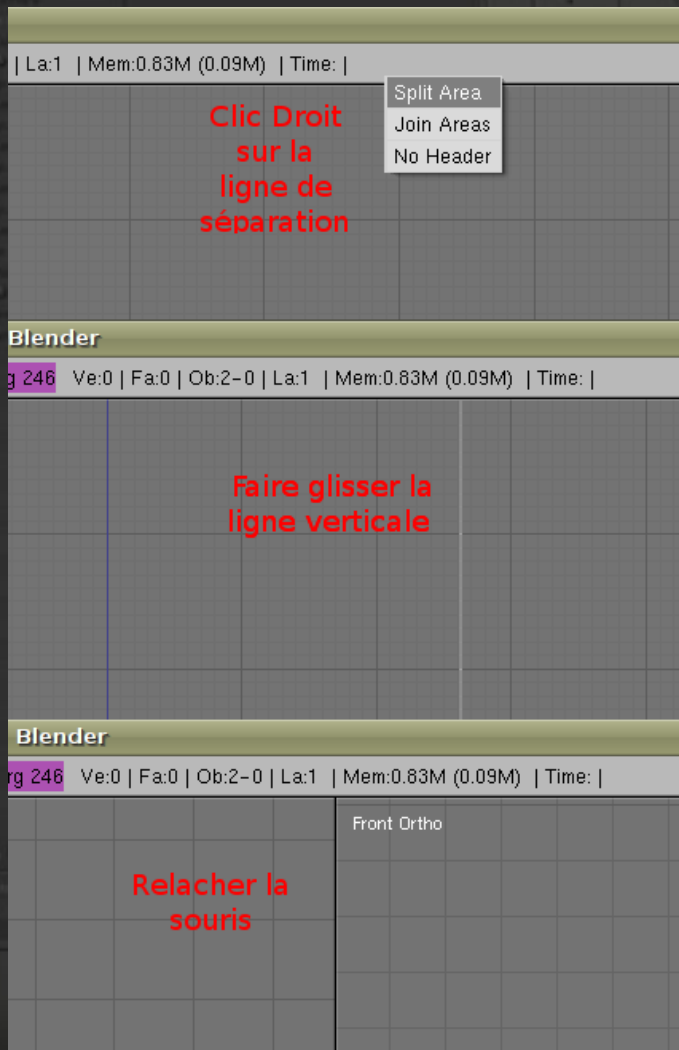 | La:1 | Mem:0.83M (0.09M) | Time: |
Split Area
Join Areas
No Header
Clic Droit
sur la
ligne de
séparation
Blender
g 246 Ve:0 | Fa:0 | Ob:2-0 | La:1 | Mem:0.83M (0.09M) | Time: |
Faire glisser la
ligne verticale
Blender
rg 246 Ve:0 | Fa:0 | Ob:2-0 | La:1 | Mem:0.83M (0.09M) | Time: |
Front Ortho
Relacher la
souris